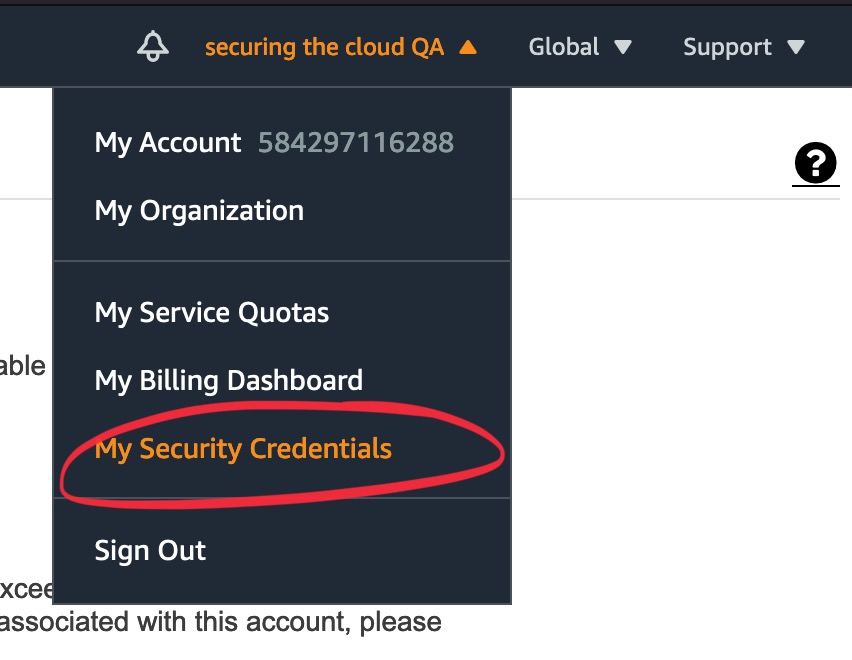 securing the cloud QA Global Support
My Account 584297116288
?
My Organization
My Service Quotas
able
My Billing Dashboard
My Security Credentials
Sign Out
xcee
associated with this account, please